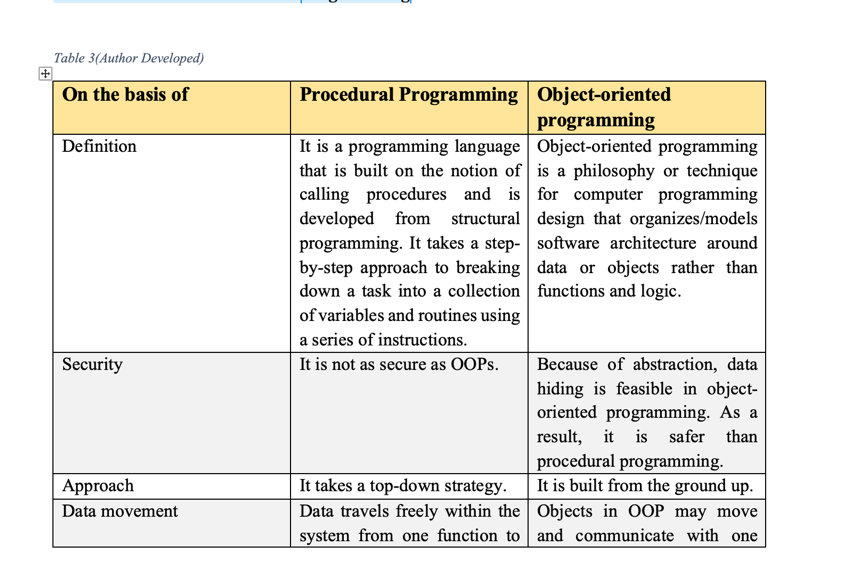 Table 3(Author Developed)
On the basis of
Procedural Programming
Object-oriented
programming
Definition
It is a programming language
that is built on the notion of
calling procedures and is
developed from structural
programming. It takes a step-
by-step approach to breaking
down a task into a collection
of variables and routines using
a series of instructions.
Object-oriented programming
is a philosophy or technique
for computer programming
design that organizes/models
software architecture around
data or objects rather than
functions and logic.
Security
It is not as secure as OOPs.
Because of abstraction, data
hiding is feasible in object-
oriented programming. As a
result, it is safer than
procedural programming.
Approach
It takes a top-down strategy.
It is built from the ground up.
Data movement
Data travels freely within the
system from one function to
Objects in OOP may move
and communicate with one